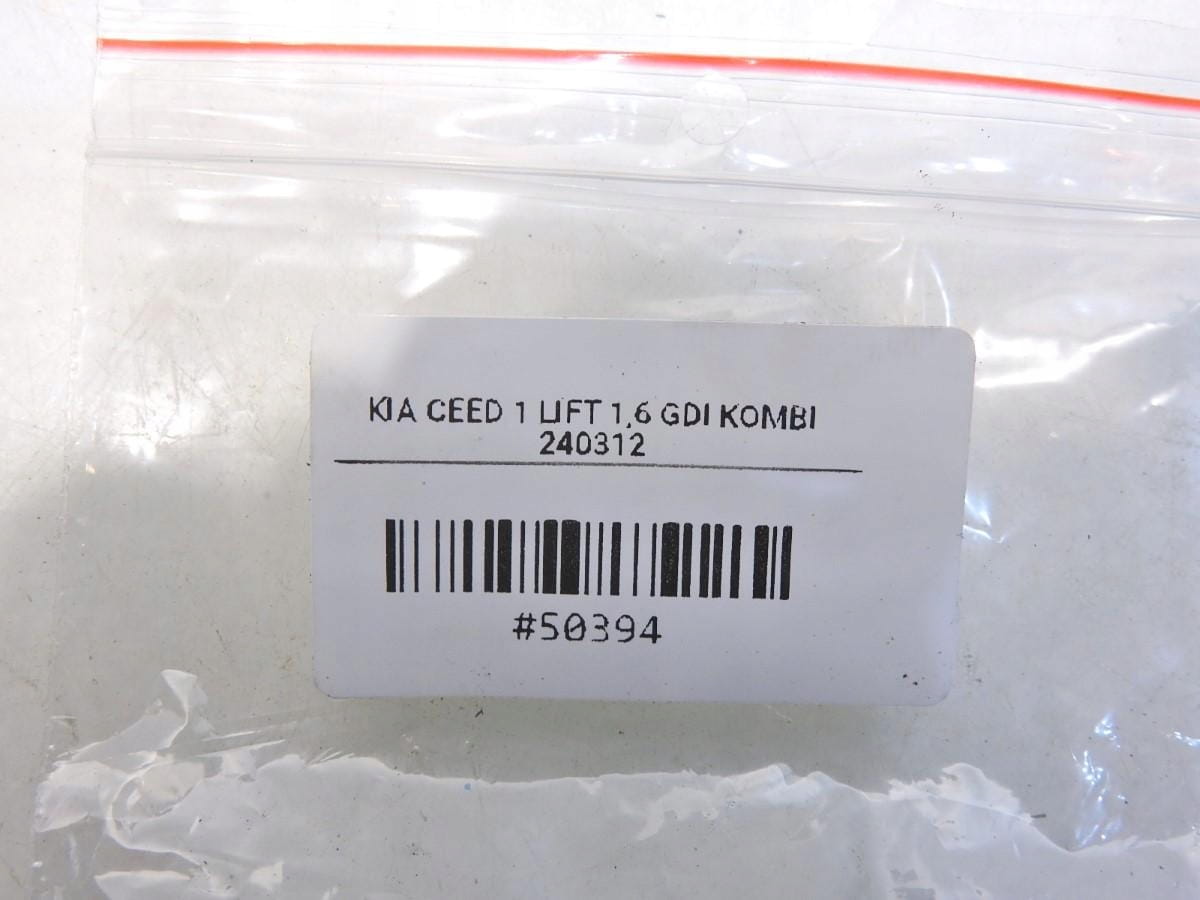 KIA CEED 1 LIFT 1,6 GDI KOMBI
240312
#50394